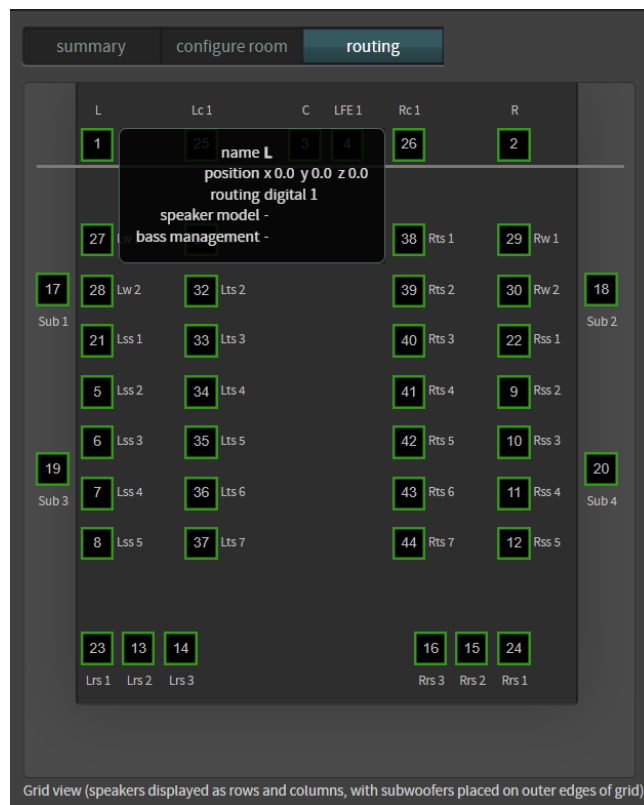 summary configure room routing
L Lc 1 C LFE 1 Rc 1 R
1 25 3 4 26 2
name L
position x 0.0 y 0.0 z 0.0
routing digital 1
speaker model -
bass management -
27 38 Rts 1 29 Rw 1
17 28 Lw 2 32 Lts 2 39 Rts 2 30 Rw 2 18
Sub 1 Sub 2
21 Lss 1 33 Lts 3 40 Rts 3 22 Rss 1
5 Lss 2 34 Lts 4 41 Rts 4 9 Rss 2
6 Lss 3 35 Lts 5 42 Rts 5 10 Rss 3
19 20
7 Lss 4 36 Lts 6 43 Rts 6 11 Rss 4
Sub 3 Sub 4
8 Lss 5 37 Lts 7 44 Rts 7 12 Rss 5
23 13 14 16 15 24
Lrs 1 Lrs 2 Lrs 3 Rrs 3 Rrs 2 Rrs 1
Grid view (speakers displayed as rows and columns, with subwoofers placed on outer edges of grid)